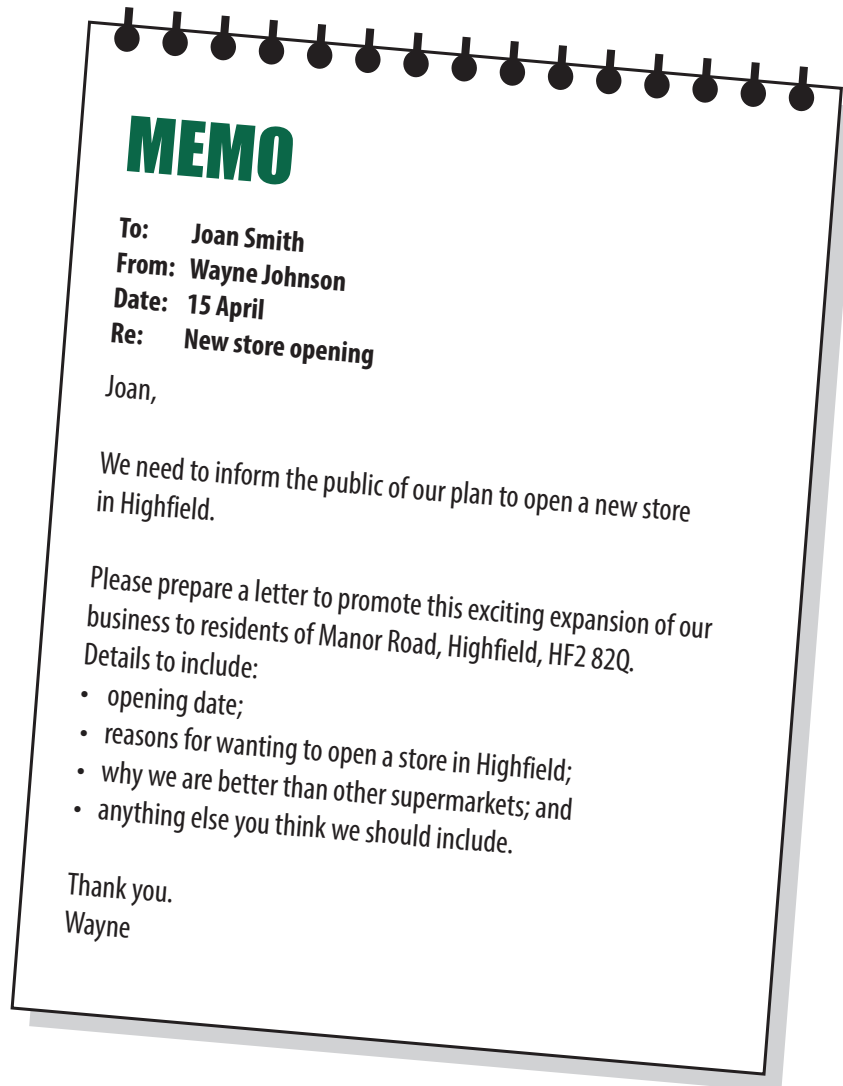 MEMO
To: Joan Smith
From: Wayne Johnson
Date: 15 April
Re: New store opening
Joan,
We need to inform the public of our plan to open a new store
in Highfield.
Please prepare a letter to promote this exciting expansion of our
business to residents of Manor Road, Highfield, HF2 82Q.
Details to include:
• opening date;
• reasons for wanting to open a store in Highfield;
• why we are better than other supermarkets; and
• anything else you think we should include.
Thank you.
Wayne